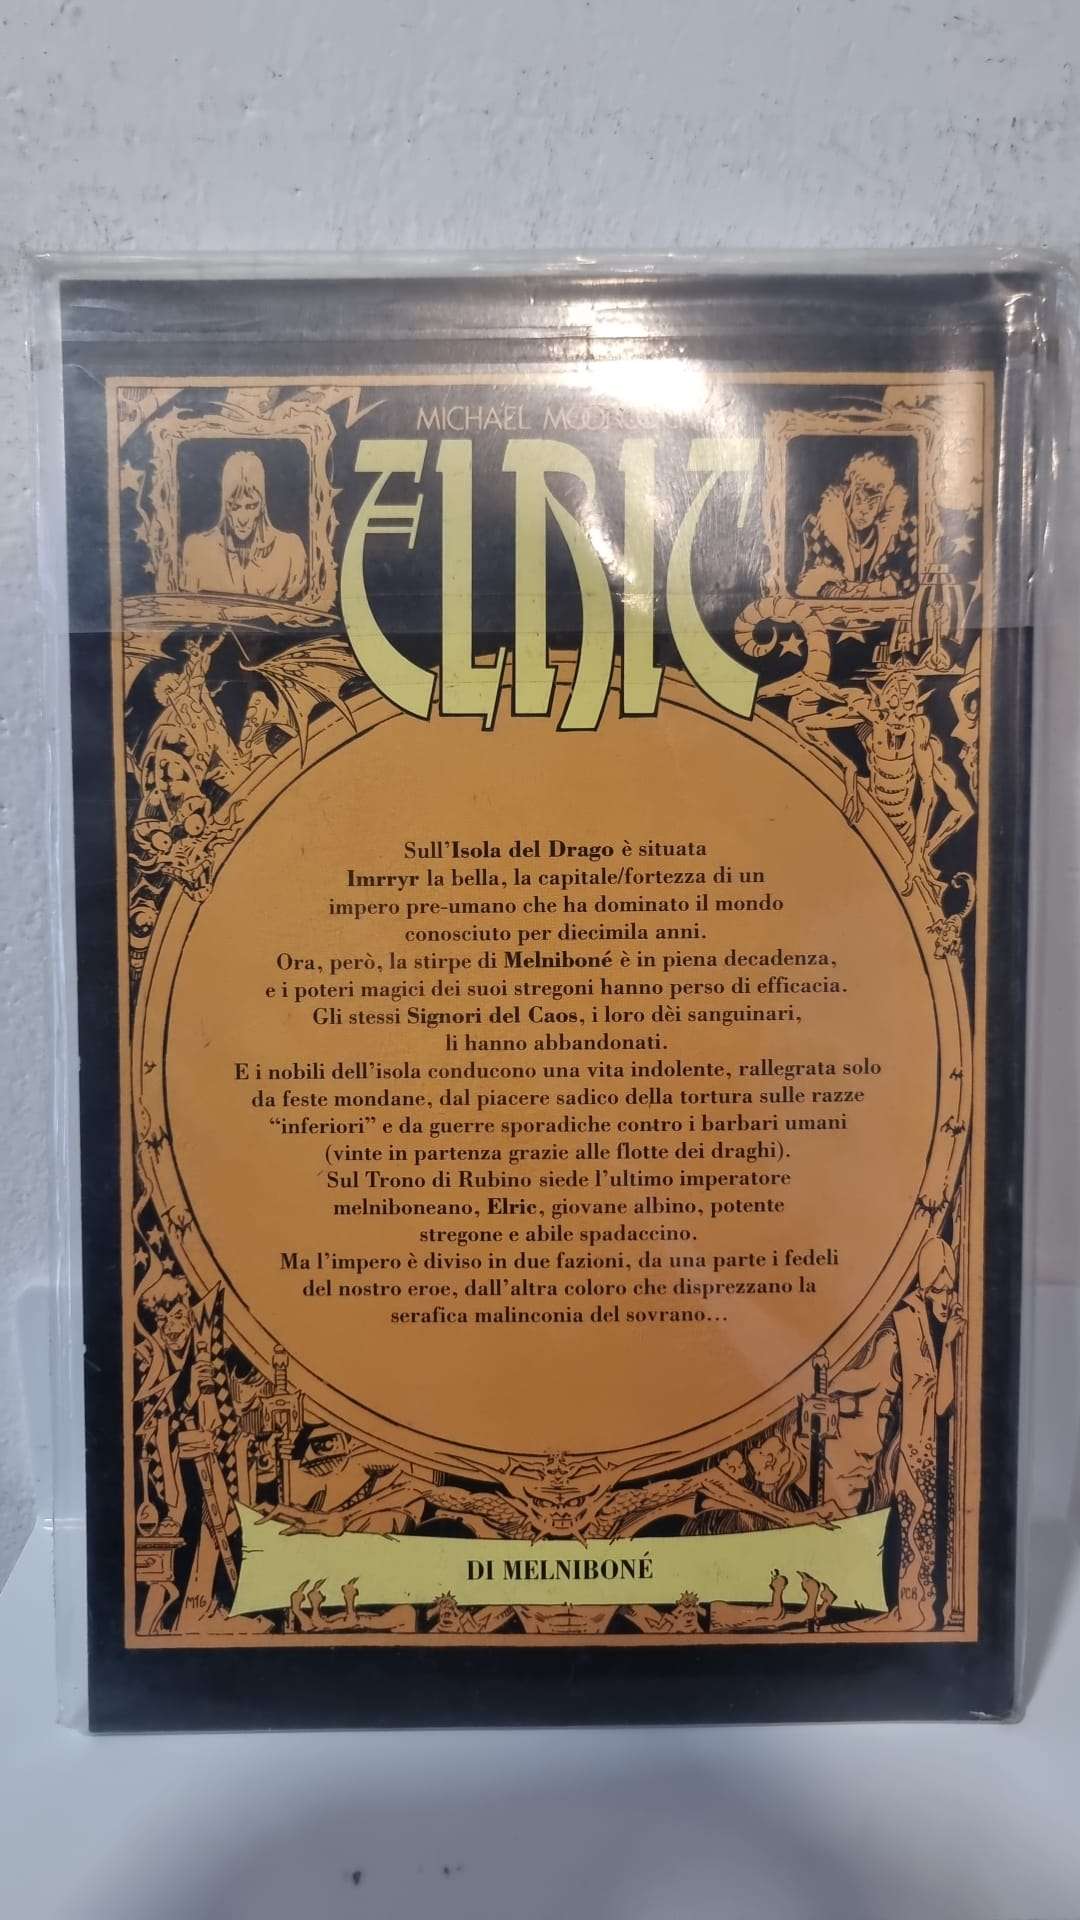 MICHAEL MOORCOCK
ELRIC
Sull'Isola del Drago è situata
Imrryr la bella, la capitale/fortezza di un
impero pre-umano che ha dominato il mondo
conosciuto per diecimila anni.
Ora, però, la stirpe di Melniboné è in piena decadenza,
e i poteri magici dei suoi stregoni hanno perso di efficacia.
Gli stessi Signori del Caos, i loro dèi sanguinari,
li hanno abbandonati.
E i nobili dell'isola conducono una vita indolente, rallegrata solo
da feste mondane, dal piacere sadico della tortura sulle razze
“inferiori” e da guerre sporadiche contro i barbari umani
(vinte in partenza grazie alle flotte dei draghi).
Sul Trono di Rubino siede l'ultimo imperatore
melniboneano, Elric, giovane albino, potente
stregone e abile spadaccino.
Ma l'impero è diviso in due fazioni, da una parte i fedeli
del nostro eroe, dall'altra coloro che disprezzano la
serafica malinconia del sovrano...
DI MELNIBONÉ
PCR